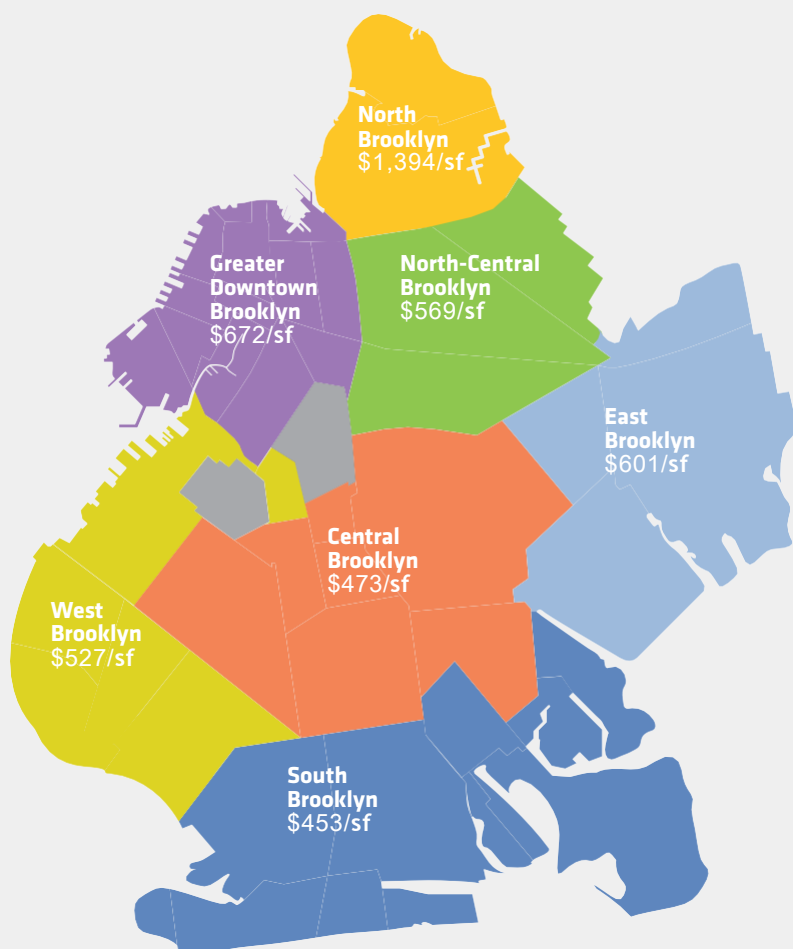 North
Brooklyn
$1,394/sf
Greater
Downtown
Brooklyn
$672/sf
North-Central
Brooklyn
$569/sf
East
Brooklyn
$601/sf
Central
Brooklyn
$473/sf
West
Brooklyn
$527/sf
South
Brooklyn
$453/sf